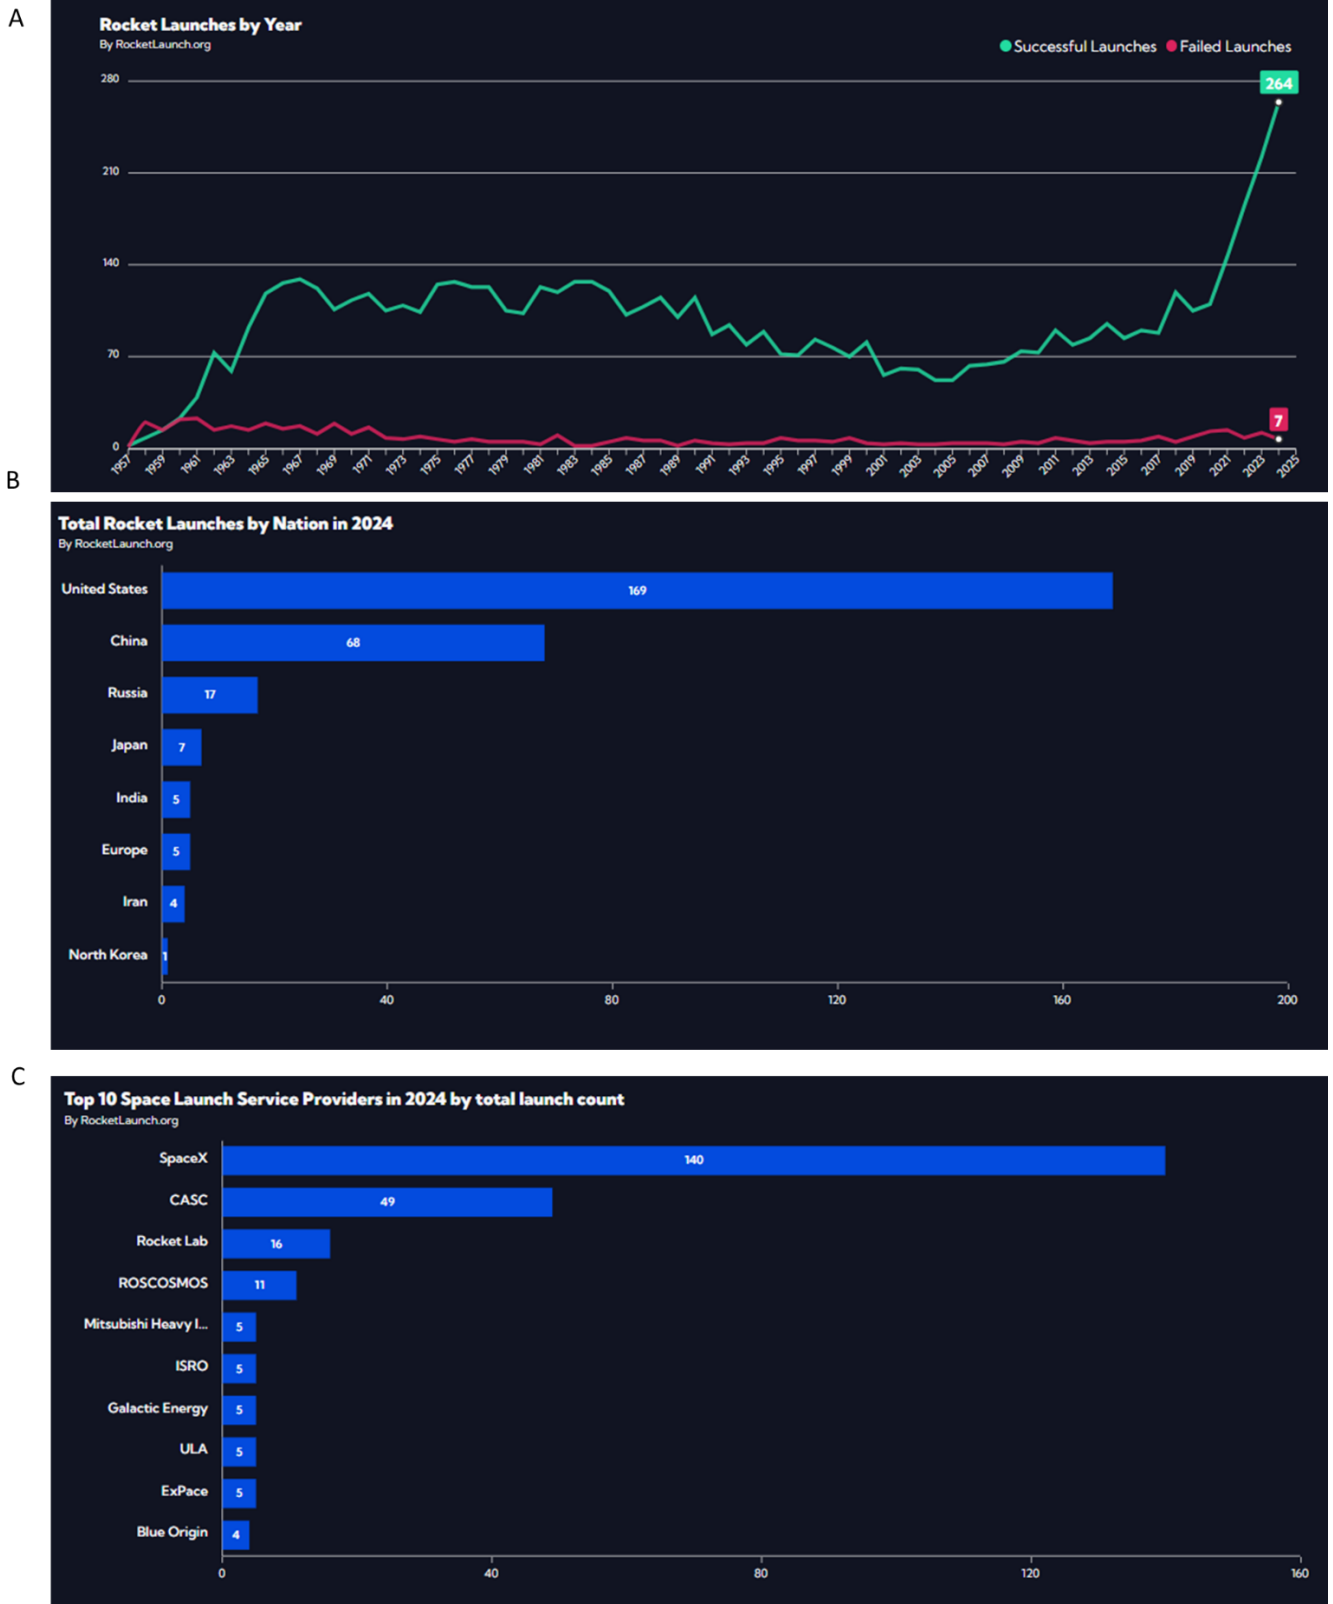 A
Rocket Launches by Year
By RocketLaunch.org
Successful Launches Failed Launches
280
264
210
140
70
7
0
1957 1959 1961 1963 1965 1967 1969 1971 1973 1975 1977 1979 1981 1983 1985 1987 1989 1991 1993 1995 1997 1999 2001 2003 2005 2007 2009 2011 2013 2015 2017 2019 2021 2023 2025
B
Total Rocket Launches by Nation in 2024
By RocketLaunch.org
United States 169
China 68
Russia 17
Japan 7
India 5
Europe 5
Iran 4
North Korea 1
0 40 80 120 160 200
C
Top 10 Space Launch Service Providers in 2024 by total launch count
By RocketLaunch.org
SpaceX 140
CASC 49
Rocket Lab 16
ROSCOSMOS 11
Mitsubishi Heavy I... 5
ISRO 5
Galactic Energy 5
ULA 5
ExPace 5
Blue Origin 4
0 40 80 120 160